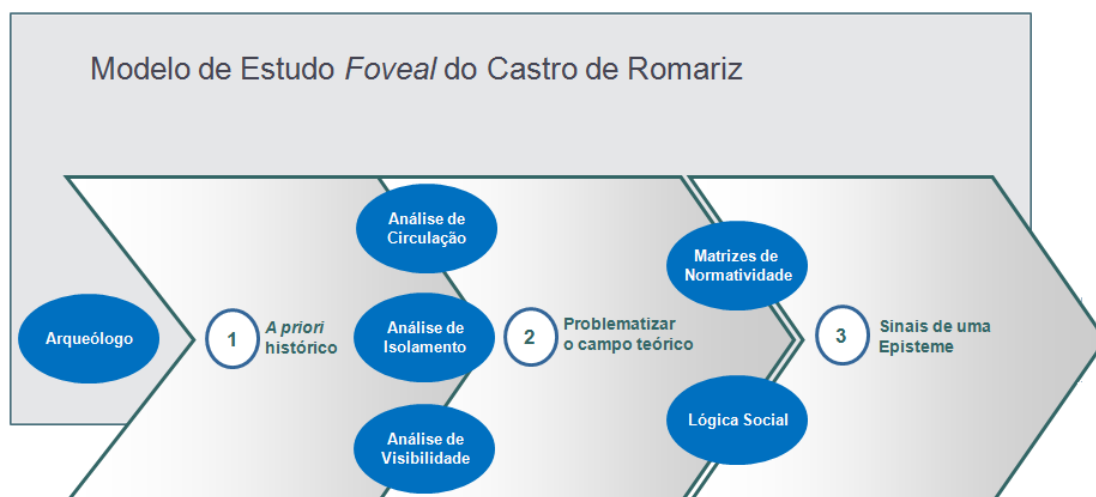 Modelo de Estudo Foveal do Castro de Romariz
Arqueólogo
1
A priori
histórico
Análise de
Circulação
Análise de
Isolamento
Análise de
Visibilidade
2
Problematizar
o campo teórico
Matrizes de
Normatividade
Lógica Social
3
Sinais de uma
Episteme